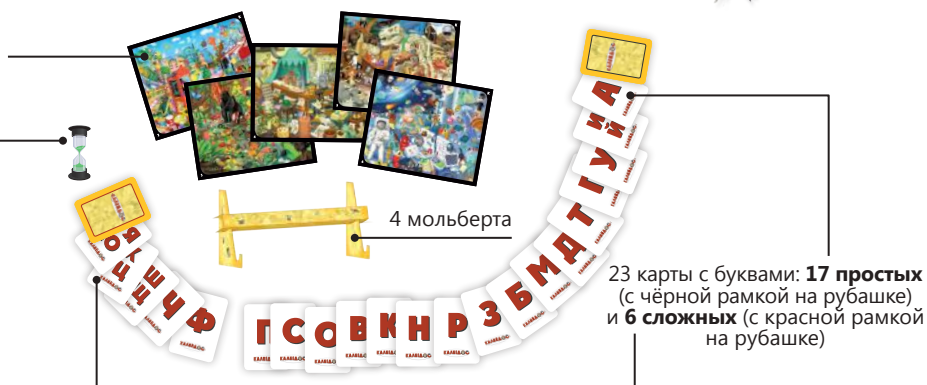 4 мольберта
23 карты с буквами: 17 простых
(с чёрной рамкой на рубашке)
и 6 сложных (с красной рамкой
на рубашке)
А
И Й
У
Т
Д
М
Б
З
Р
Н
К
В
О
С
П
Ф
Ч
Ш
Щ
Ц